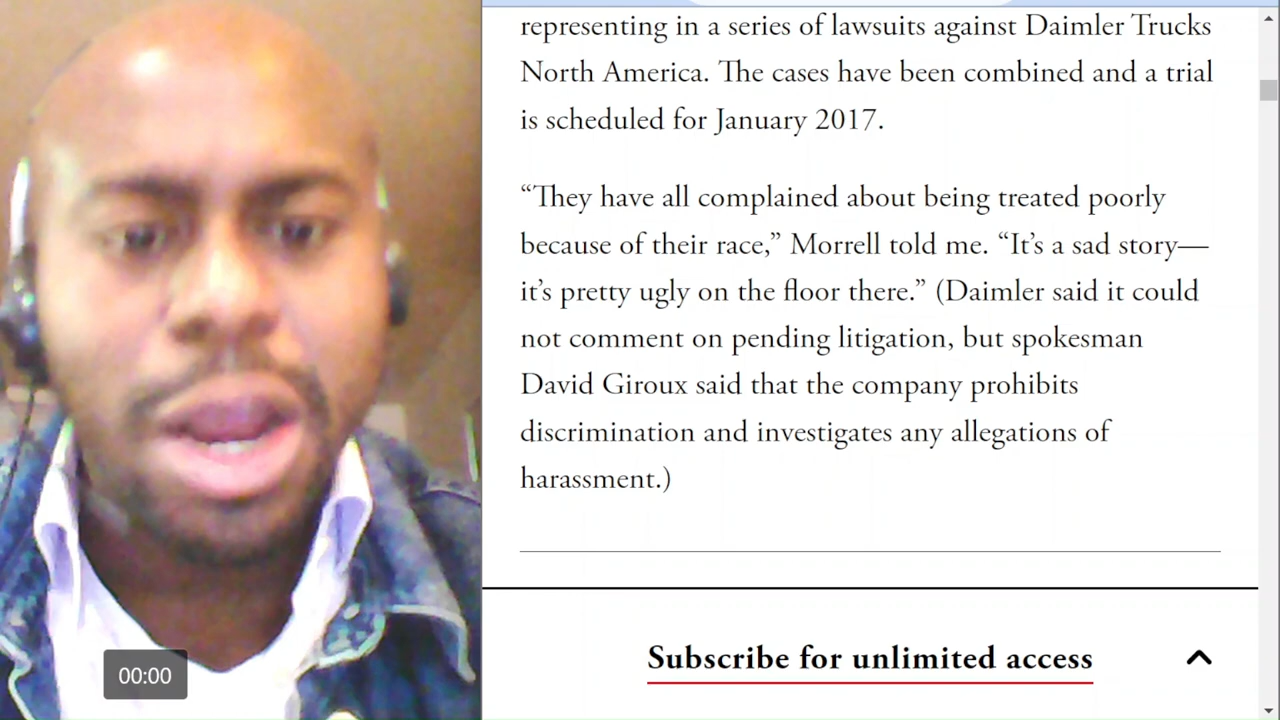 representing in a series of lawsuits against Daimler Trucks
North America. The cases have been combined and a trial
is scheduled for January 2017.
“They have all complained about being treated poorly
because of their race,” Morrell told me. “It’s a sad story—
it’s pretty ugly on the floor there.” (Daimler said it could
not comment on pending litigation, but spokesman
David Giroux said that the company prohibits
discrimination and investigates any allegations of
harassment.)
Subscribe for unlimited access
00:00